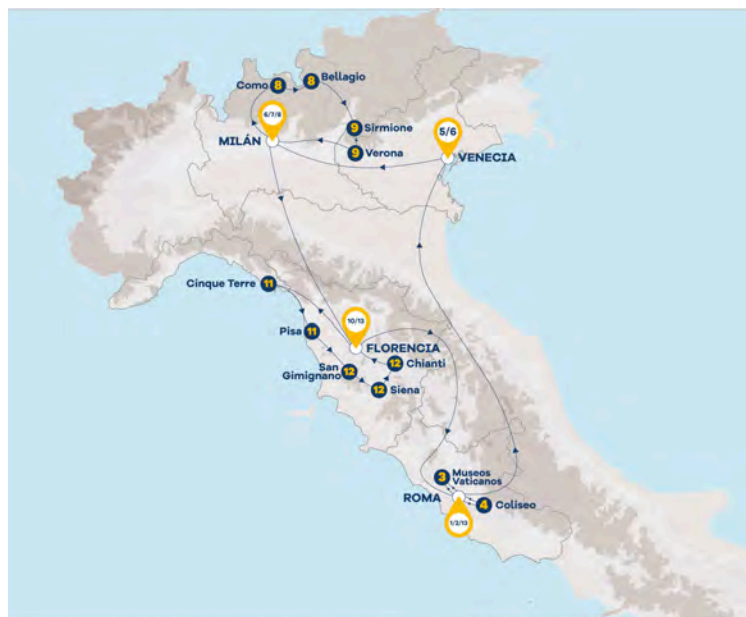 Como
8
8
Bellagio
6/7/8
MILÁN
9
Sirmione
9
Verona
5/6
VENECIA
Cinque Terre
11
Pisa
11
10/13
FLORENCIA
San
Gimignano
12
12
Chianti
12
Siena
3
Museos
Vaticanos
ROMA
4
Coliseo
1/2/13